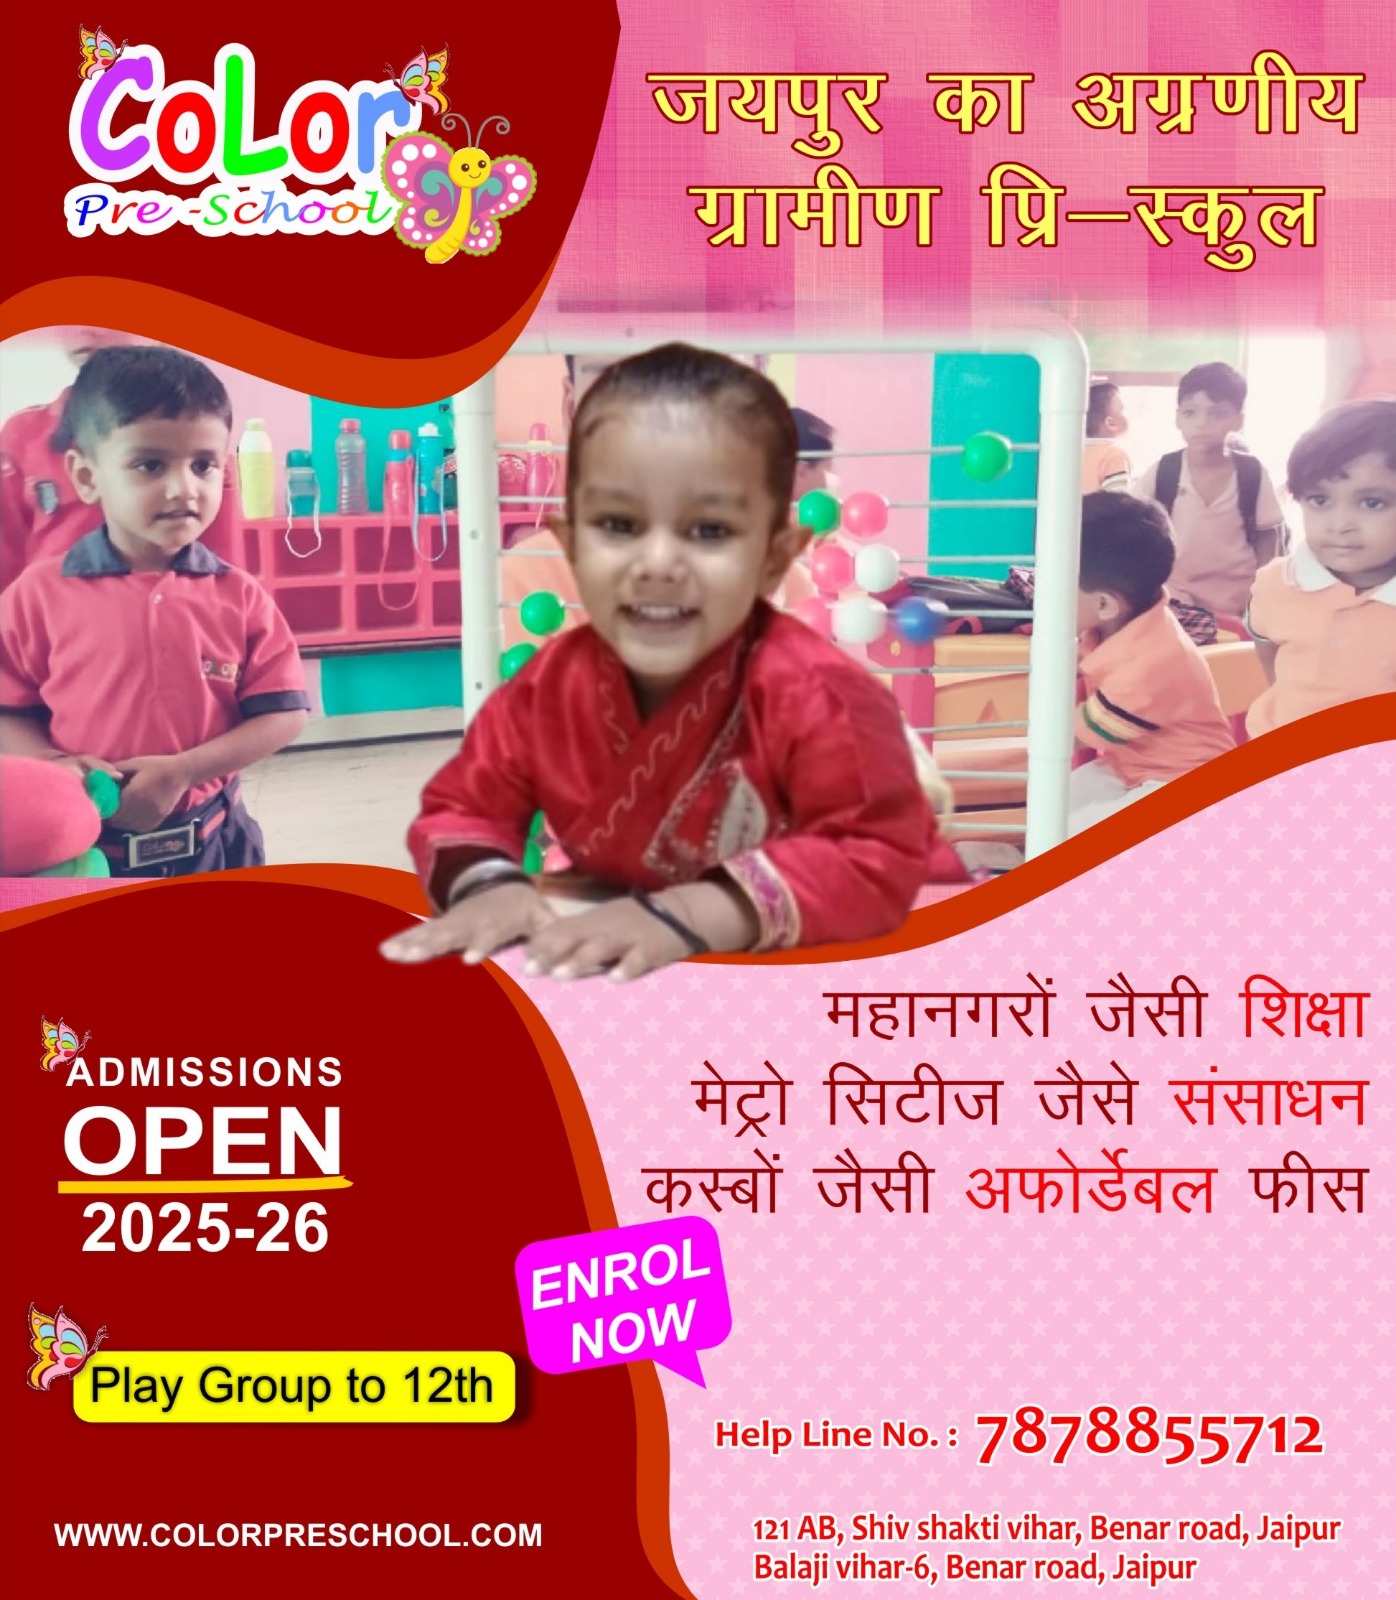 CoLor
Pre-School
जयपुर का अग्रणीय
ग्रामीण प्रि–स्कुल
महानगरों जैसी शिक्षा
मेट्रो सिटीज जैसे संसाधन
कस्बों जैसी अफोर्डेबल फीस
ADMISSIONS
OPEN
2025-26
ENROL
NOW
Play Group to 12th
Help Line No. : 7878855712
WWW.COLORPRESCHOOL.COM
121 AB, Shiv shakti vihar, Benar road, Jaipur
Balaji vihar-6, Benar road, Jaipur